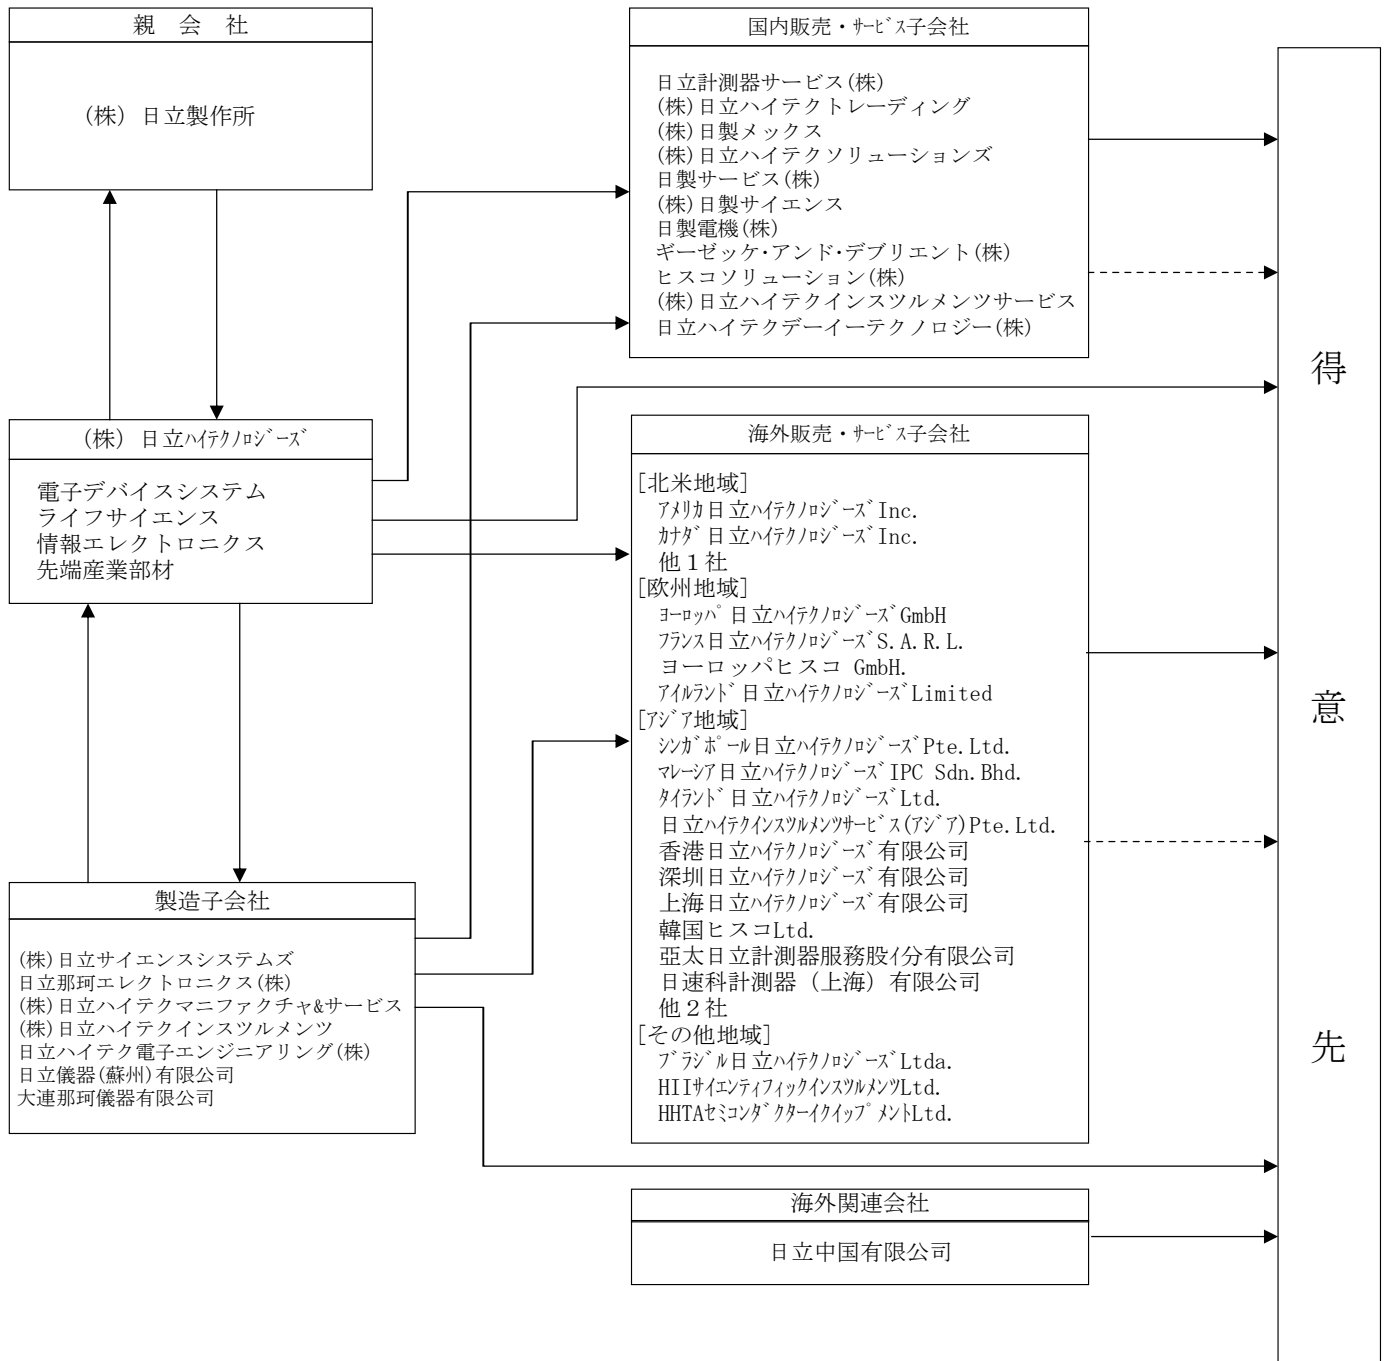 親　会　社
(株) 日立製作所
(株) 日立ﾊｲﾃｸﾉﾛｼﾞｰｽﾞ
電子デバイスシステム
ライフサイエンス
情報エレクトロニクス
先端産業部材
製造子会社
(株)日立サイエンスシステムズ
日立那珂エレクトロニクス(株)
(株)日立ハイテクマニファクチャ&サービス
(株)日立ハイテクインスツルメンツ
日立ハイテク電子エンジニアリング(株)
日立儀器(蘇州)有限公司
大連那珂儀器有限公司
国内販売・ｻｰﾋﾞｽ子会社
日立計測器サービス(株)
(株)日立ハイテクトレーディング
(株)日製メックス
(株)日立ハイテクソリューションズ
日製サービス(株)
(株)日製サイエンス
日製電機(株)
ギーゼッケ・アンド・デブリエント(株)
ヒスコソリューション(株)
(株)日立ハイテクインスツルメンツサービス
日立ハイテクデーイーテクノロジー(株)
海外販売・ｻｰﾋﾞｽ子会社
[北米地域]
ｱﾒﾘｶ日立ﾊｲﾃｸﾉﾛｼﾞｰｽﾞInc.
ｶﾅﾀﾞ日立ﾊｲﾃｸﾉﾛｼﾞｰｽﾞInc.
他１社
[欧州地域]
ﾖｰﾛｯﾊﾟ日立ﾊｲﾃｸﾉﾛｼﾞｰｽﾞGmbH
ﾌﾗﾝｽ日立ﾊｲﾃｸﾉﾛｼﾞｰｽﾞS.A.R.L.
ヨーロッパヒスコ GmbH.
ｱｲﾙﾗﾝﾄﾞ日立ﾊｲﾃｸﾉﾛｼﾞｰｽﾞLimited
[ｱｼﾞｱ地域]
ｼﾝｶﾞﾎﾟｰﾙ日立ﾊｲﾃｸﾉﾛｼﾞｰｽﾞPte.Ltd.
ﾏﾚｰｼｱ日立ﾊｲﾃｸﾉﾛｼﾞｰｽﾞIPC Sdn.Bhd.
ﾀｲﾗﾝﾄﾞ日立ﾊｲﾃｸﾉﾛｼﾞｰｽﾞLtd.
日立ﾊｲﾃｸｲﾝｽﾂﾙﾒﾝﾂｻｰﾋﾞｽ(ｱｼﾞｱ)Pte.Ltd.
香港日立ﾊｲﾃｸﾉﾛｼﾞｰｽﾞ有限公司
深圳日立ﾊｲﾃｸﾉﾛｼﾞｰｽﾞ有限公司
上海日立ﾊｲﾃｸﾉﾛｼﾞｰｽﾞ有限公司
韓国ヒスコLtd.
亞太日立計測器服務股ｲ分有限公司
日速科計測器（上海）有限公司
他２社
[その他地域]
ﾌﾞﾗｼﾞﾙ日立ﾊｲﾃｸﾉﾛｼﾞｰｽﾞLtda.
HIIｻｲｴﾝﾃｨﾌｨｯｸｲﾝｽﾂﾙﾒﾝﾂLtd.
HHTAｾﾐｺﾝﾀﾞｸﾀｰｲｸｲｯﾌﾟﾒﾝﾄLtd.
海外関連会社
日立中国有限公司
得
意
先